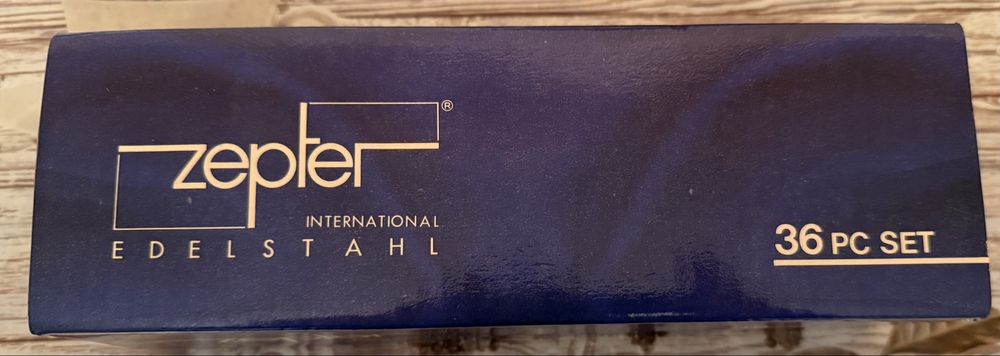 zepter®
INTERNATIONAL
EDELSTAHL
36 PC SET